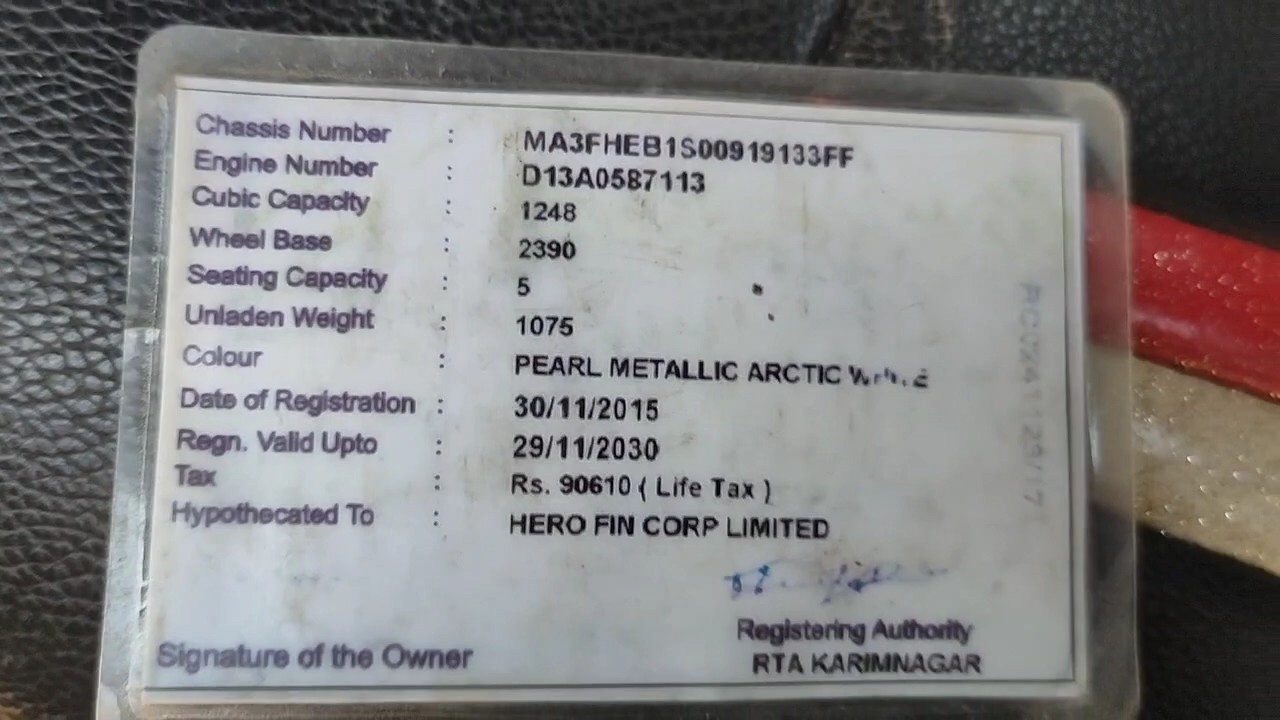 Chassis Number : MA3FHEB1S00919133FF
Engine Number : D13A0587113
Cubic Capacity : 1248
Wheel Base : 2390
Seating Capacity : 5
Unladen Weight : 1075
Colour : PEARL METALLIC ARCTIC
Date of Registration : 30/11/2015
Regn. Valid Upto : 29/11/2030
Tax : Rs. 90610 ( Life Tax )
Hypothecated To : HERO FIN CORP LIMITED
Registering Authority
Signature of the Owner
RTA KARIMNAGAR